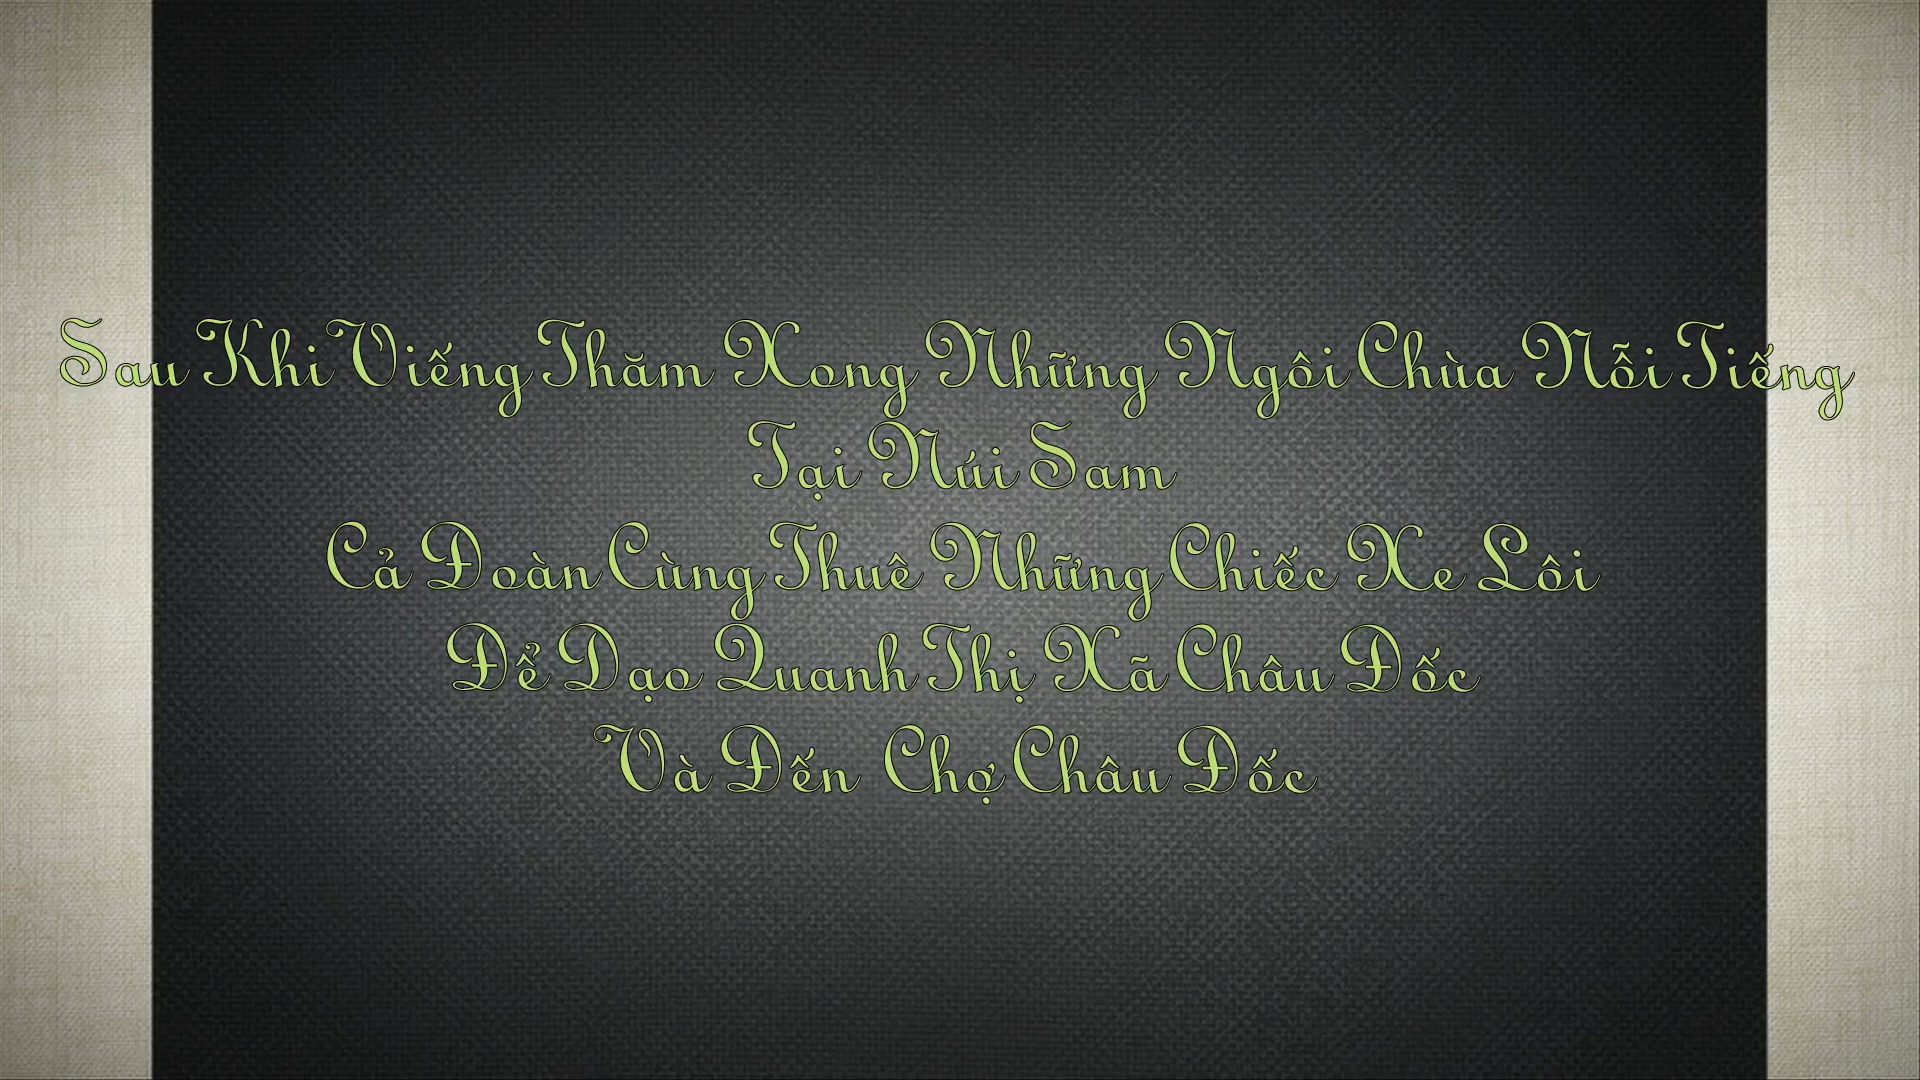 Sau Khi Viếng Thăm Xong Những Ngôi Chùa Nỗi Tiếng
Tại Núi Sam
Cả Đoàn Cùng Thuê Những Chiếc Xe Lôi
Để Dạo Quanh Thị Xã Châu Đốc
Và Đến Chợ Châu Đốc